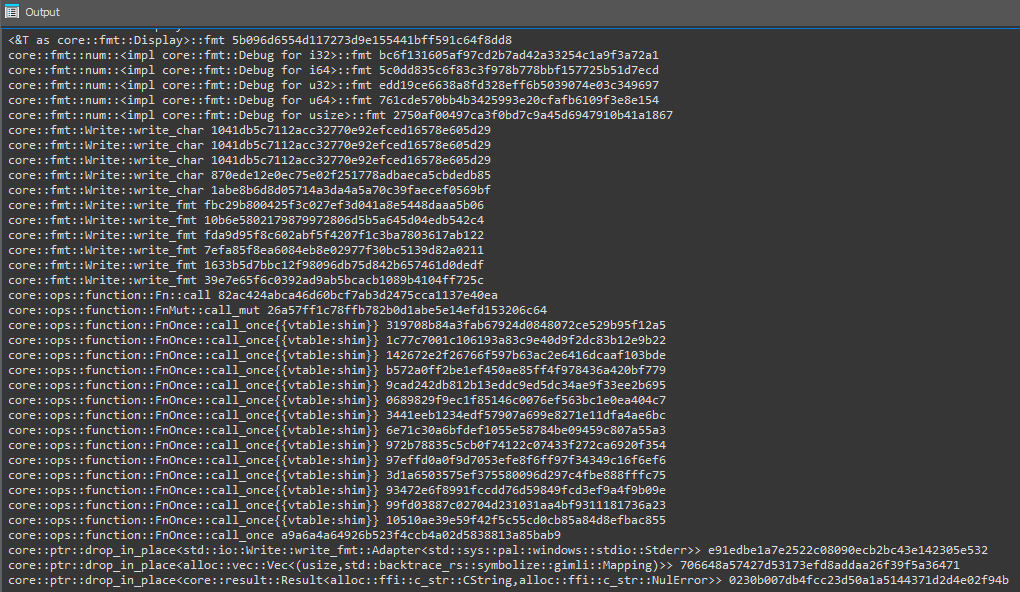 Output
<&T as core::fmt::Display>::fmt 5b096d6554d117273d9e155441bff591c64f8dd8
core::fmt::num::<impl core::fmt::Debug for i32>::fmt bc6f131605af97cd2b7ad42a33254c1a9f3a72a1
core::fmt::num::<impl core::fmt::Debug for i64>::fmt 5c0dd835c6f83c3f978b778bbf157725b51d7ecd
core::fmt::num::<impl core::fmt::Debug for u32>::fmt edd19ce6638a8fd328eff6b5039074e03c349697
core::fmt::num::<impl core::fmt::Debug for u64>::fmt 761cde570bb4b3425993e20cfafb6109f3e8e154
core::fmt::num::<impl core::fmt::Debug for usize>::fmt 2750af00497ca3f0bd7c9a45d6947910b41a1867
core::fmt::Write::write_char 1041db5c7112acc32770e92efced16578e605d29
core::fmt::Write::write_char 1041db5c7112acc32770e92efced16578e605d29
core::fmt::Write::write_char 1041db5c7112acc32770e92efced16578e605d29
core::fmt::Write::write_char 870ede12e0ec75e02f251778adbaeca5cbdedb85
core::fmt::Write::write_char 1abe8b6d8d05714a3da4a5a70c39faecef0569bf
core::fmt::Write::write_fmt fbc29b800425f3c027ef3d041a8e5448daaa5b06
core::fmt::Write::write_fmt 10b6e5802179879972806d5b5a645d04edb542c4
core::fmt::Write::write_fmt fda9d95f8c602abf5f4207f1c3ba7803617ab122
core::fmt::Write::write_fmt 7efa85f8ea6084eb8e02977f30bc5139d82a0211
core::fmt::Write::write_fmt 1633b5d7bbc12f98096db75d842b657461d0dedf
core::fmt::Write::write_fmt 39e7e65f6c0392ad9ab5bcacb1089b4104ff725c
core::ops::function::Fn::call 82ac424abca46d60bcf7ab3d2475cca1137e40ea
core::ops::function::FnMut::call_mut 26a57ff1c78ffb782b0d1abe5e14efd153206c64
core::ops::function::FnOnce::call_once{{vtable:shim}} 319708b84a3fab67924d0848072ce529b95f12a5
core::ops::function::FnOnce::call_once{{vtable:shim}} 1c77c7001c106193a83c9e40d9f2dc83b12e9b22
core::ops::function::FnOnce::call_once{{vtable:shim}} 142672e2f26766f597b63ac2e6416dcaaf103bde
core::ops::function::FnOnce::call_once{{vtable:shim}} b572a0ff2be1ef450ae85ff4f978436a420bf779
core::ops::function::FnOnce::call_once{{vtable:shim}} 9cad242db812b13eddc9ed5dc34ae9f33ee2b695
core::ops::function::FnOnce::call_once{{vtable:shim}} 0689829f9ec1f85146c0076ef563bc1e0ea404c7
core::ops::function::FnOnce::call_once{{vtable:shim}} 3441eeb1234edf57907a699e8271e11dfa4ae6bc
core::ops::function::FnOnce::call_once{{vtable:shim}} 6e71c30a6bfdef1055e58784be09459c807a55a3
core::ops::function::FnOnce::call_once{{vtable:shim}} 972b78835c5cb0f74122c07433f272ca6920f354
core::ops::function::FnOnce::call_once{{vtable:shim}} 97effd0a0f9d7053efe8f6ff97f34349c16f6ef6
core::ops::function::FnOnce::call_once{{vtable:shim}} 3d1a6503575ef375580096d297c4fbe888fffc75
core::ops::function::FnOnce::call_once{{vtable:shim}} 93472e6f8991fccdd76d59849fcd3ef9a4f9b09e
core::ops::function::FnOnce::call_once{{vtable:shim}} 99fd03887c02704d231031aa4bf9311181736a23
core::ops::function::FnOnce::call_once{{vtable:shim}} 10510ae39e59f42f5c55cd0cb85a84d8efbac855
core::ops::function::FnOnce::call_once a9a6a4a64926b523f4ccb4a02d5838813a85bab9
core::ptr::drop_in_place<std::io::Write::write_fmt::Adapter<std::sys::pal::windows::stdio::Stderr>> e91edbe1a7e2522c08090ecb2bc43e142305e532
core::ptr::drop_in_place<alloc::vec::Vec<(usize,std::backtrace_rs::symbolize::gimli::Mapping)>> 706648a57427d53173efd8addaa26f39f5a36471
core::ptr::drop_in_place<core::result::Result<alloc::ffi::c_str::CString,alloc::ffi::c_str::NulError>> 0230b007db4fcc23d50a1a5144371d2d4e02f94b